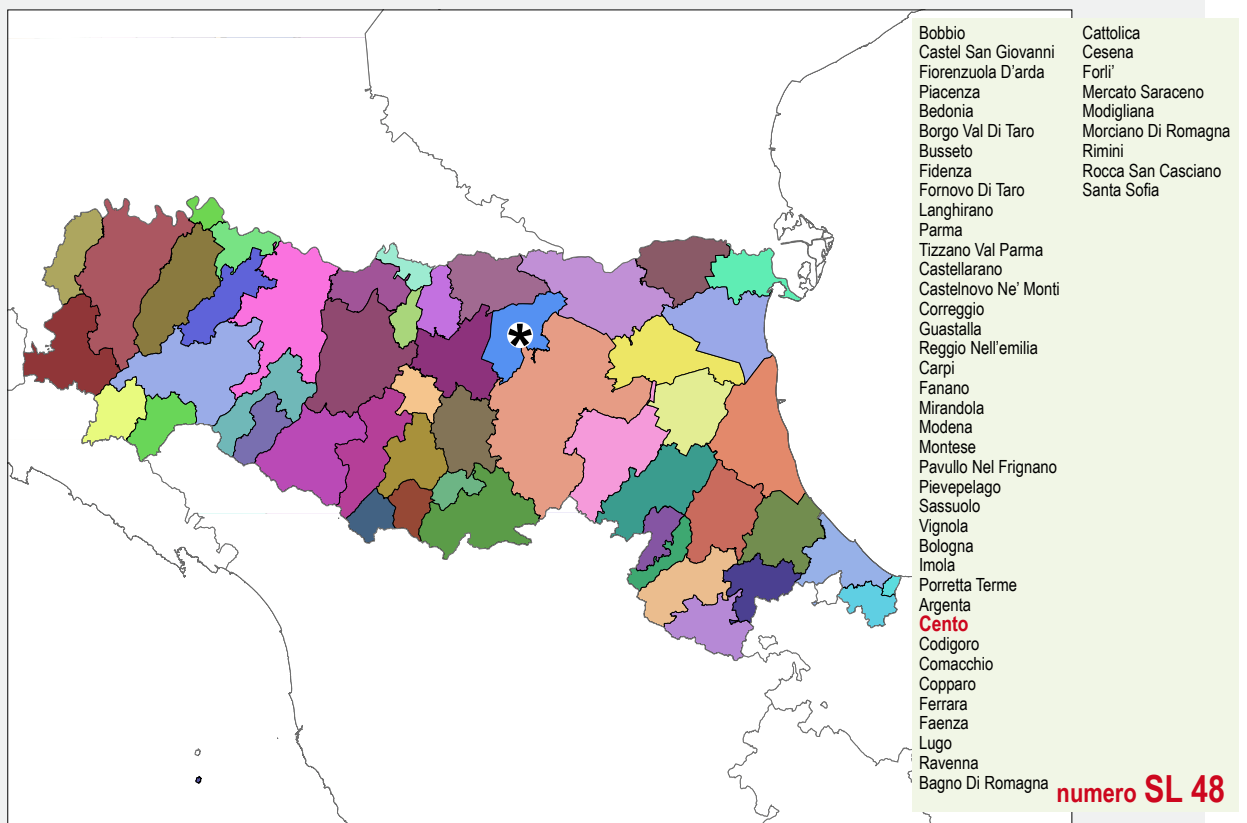 Bobbio
Castel San Giovanni
Fiorenzuola D'arda
Piacenza
Bedonia
Borgo Val Di Taro
Busseto
Fidenza
Fornovo Di Taro
Langhirano
Parma
Tizzano Val Parma
Castellarano
Castelnovo Ne' Monti
Correggio
Guastalla
Reggio Nell'emilia
Carpi
Fanano
Mirandola
Modena
Montese
Pavullo Nel Frignano
Pievepelago
Sassuolo
Vignola
Bologna
Imola
Porretta Terme
Argenta
Cento
Codigoro
Comacchio
Copparo
Ferrara
Faenza
Lugo
Ravenna
Bagno Di Romagna
Cattolica
Cesena
Forli'
Mercato Saraceno
Modigliana
Morciano Di Romagna
Rimini
Rocca San Casciano
Santa Sofia
numero SL 48
*